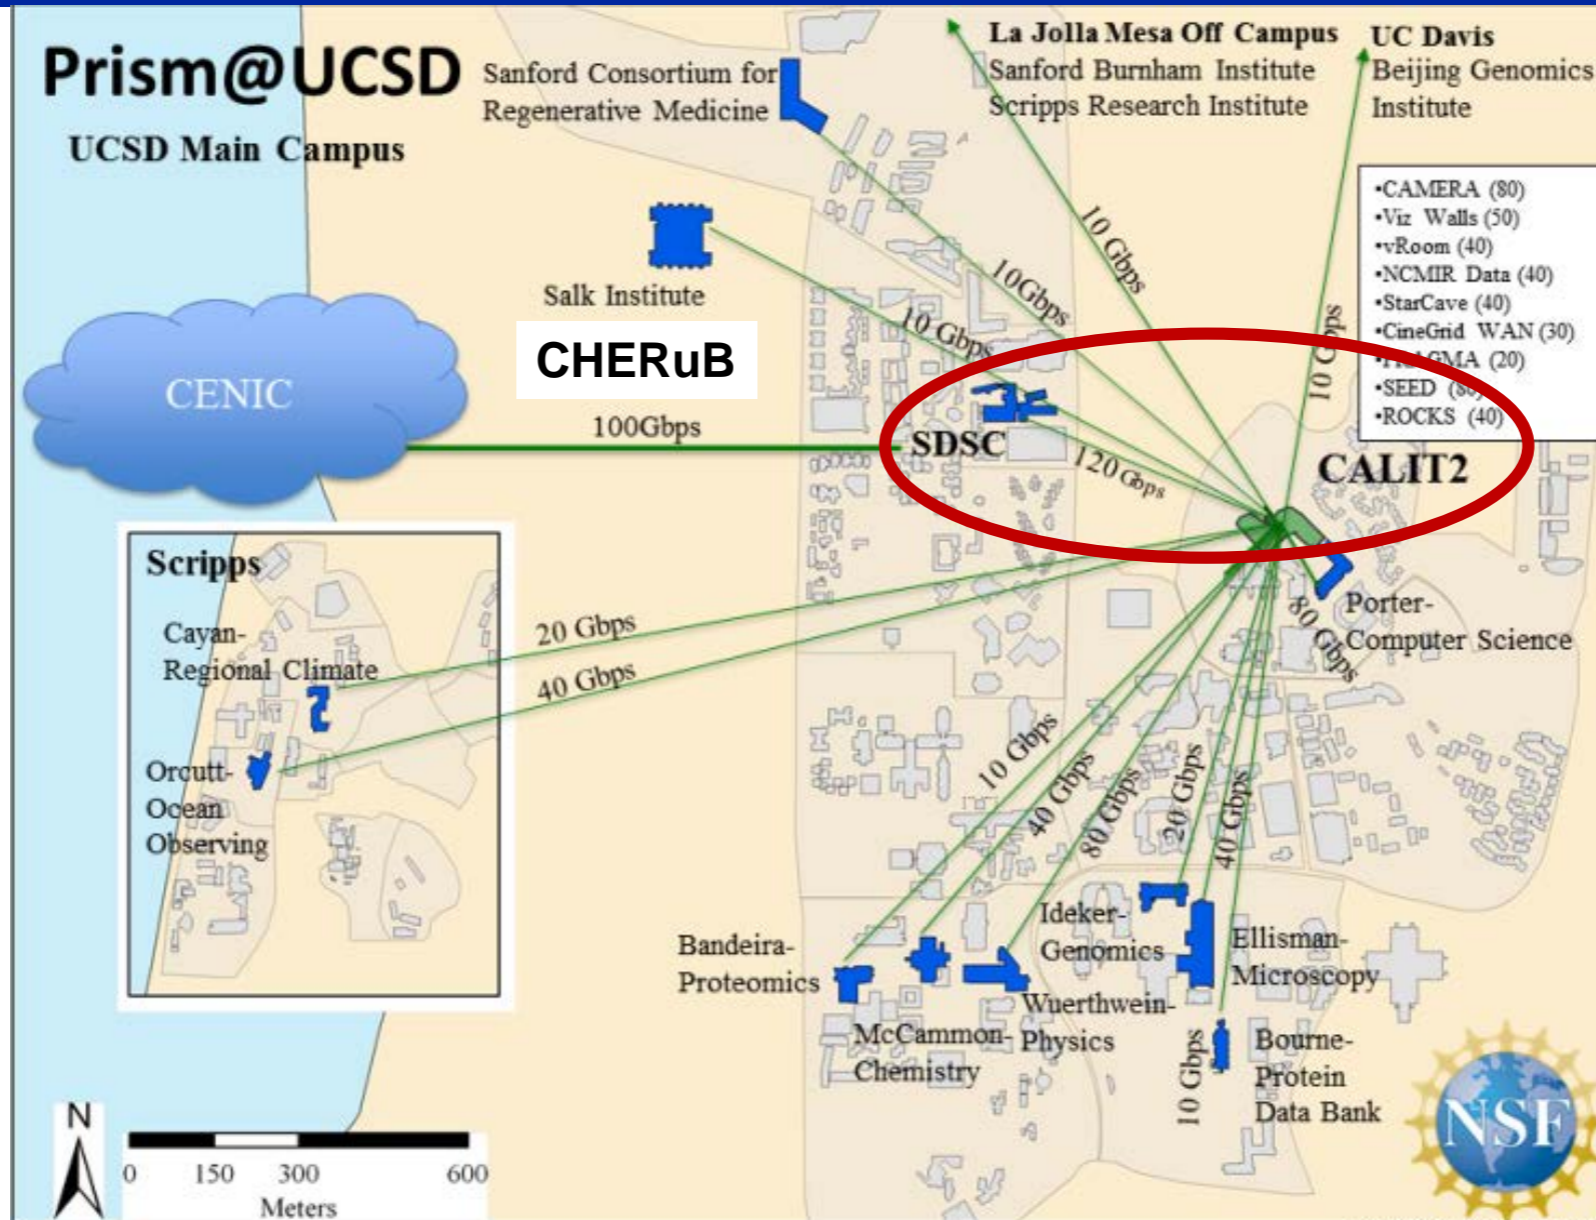 Prism@UCSD
UCSD Main Campus
Sanford Consortium for
Regenerative Medicine
La Jolla Mesa Off Campus
Sanford Burnham Institute
Scripps Research Institute
UC Davis
Beijing Genomics
Institute
•CAMERA (80)
•Viz Walls (50)
•vRoom (40)
•NCMIR Data (40)
•StarCave (40)
•CineGrid WAN (30)
(20)
•SEED (80)
•ROCKS (40)
10 Gbps
10 Gbps
10Gbps
10 Gbps
Salk Institute
CHERuB
CENIC
100Gbps
SDSC
120 Gbps
CALIT2
Scripps
Cayan-
Regional Climate
Orcutt-
Ocean
Observing
20 Gbps
40 Gbps
80 Gbps
Porter-
Computer Science
10 Gbps
40 Gbps
80 Gbps
20 Gbps
40 Gbps
Bandeira-
Proteomics
McCammon-
Chemistry
Wuerthwein-
Physics
Ideker-
Genomics
Ellisman-
Microscopy
10 Gbps
Bourne-
Protein
Data Bank
N
0 150 300 600
Meters
NSF